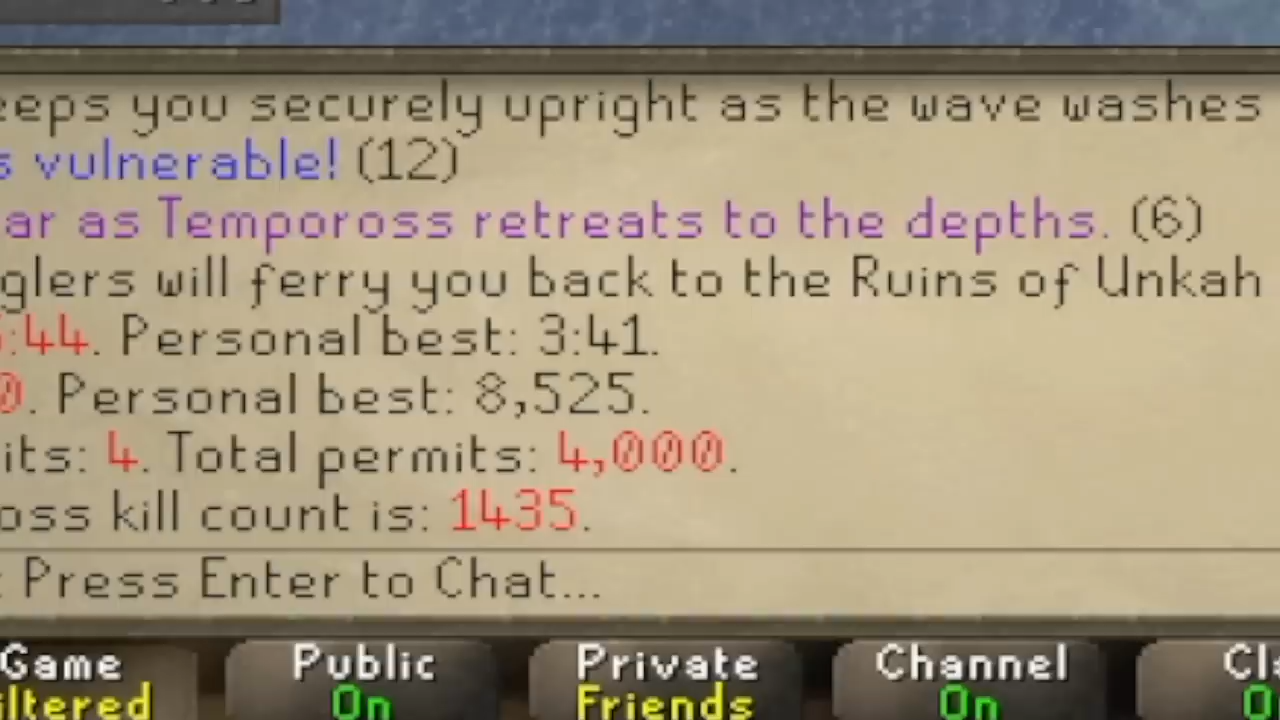 eeps you securely upright as the wave washes
s vulnerable! (12)
ar as Tempoross retreats to the depths. (6)
glers will ferry you back to the Ruins of Unkah
:44. Personal best: 3:41.
0. Personal best: 8,525.
its: 4. Total permits: 4,000.
oss kill count is: 1435.
: Press Enter to Chat...
Game Public Private Channel Cl
iltered On Friends On O